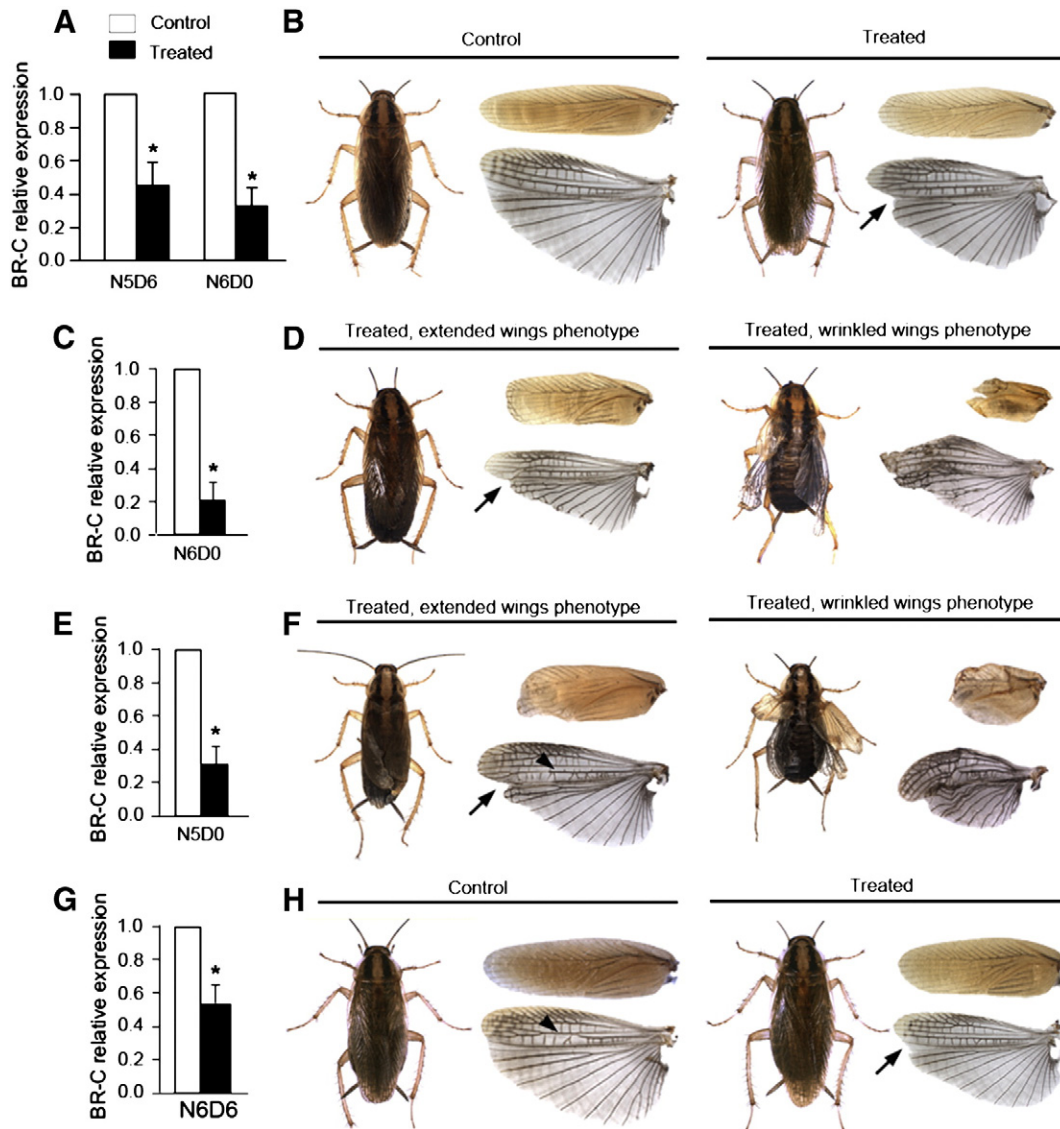 A
Control
Treated
BR-C relative expression
1.0
0.8
0.6
0.4
0.2
0.0
*
*
N5D6
N6D0
B
Control
Treated
C
BR-C relative expression
1.0
0.8
0.6
0.4
0.2
0.0
*
N6D0
D
Treated, extended wings phenotype
Treated, wrinkled wings phenotype
E
BR-C relative expression
1.0
0.8
0.6
0.4
0.2
0.0
*
N5D0
F
Treated, extended wings phenotype
Treated, wrinkled wings phenotype
G
BR-C relative expression
1.0
0.8
0.6
0.4
0.2
0.0
*
N6D6
H
Control
Treated